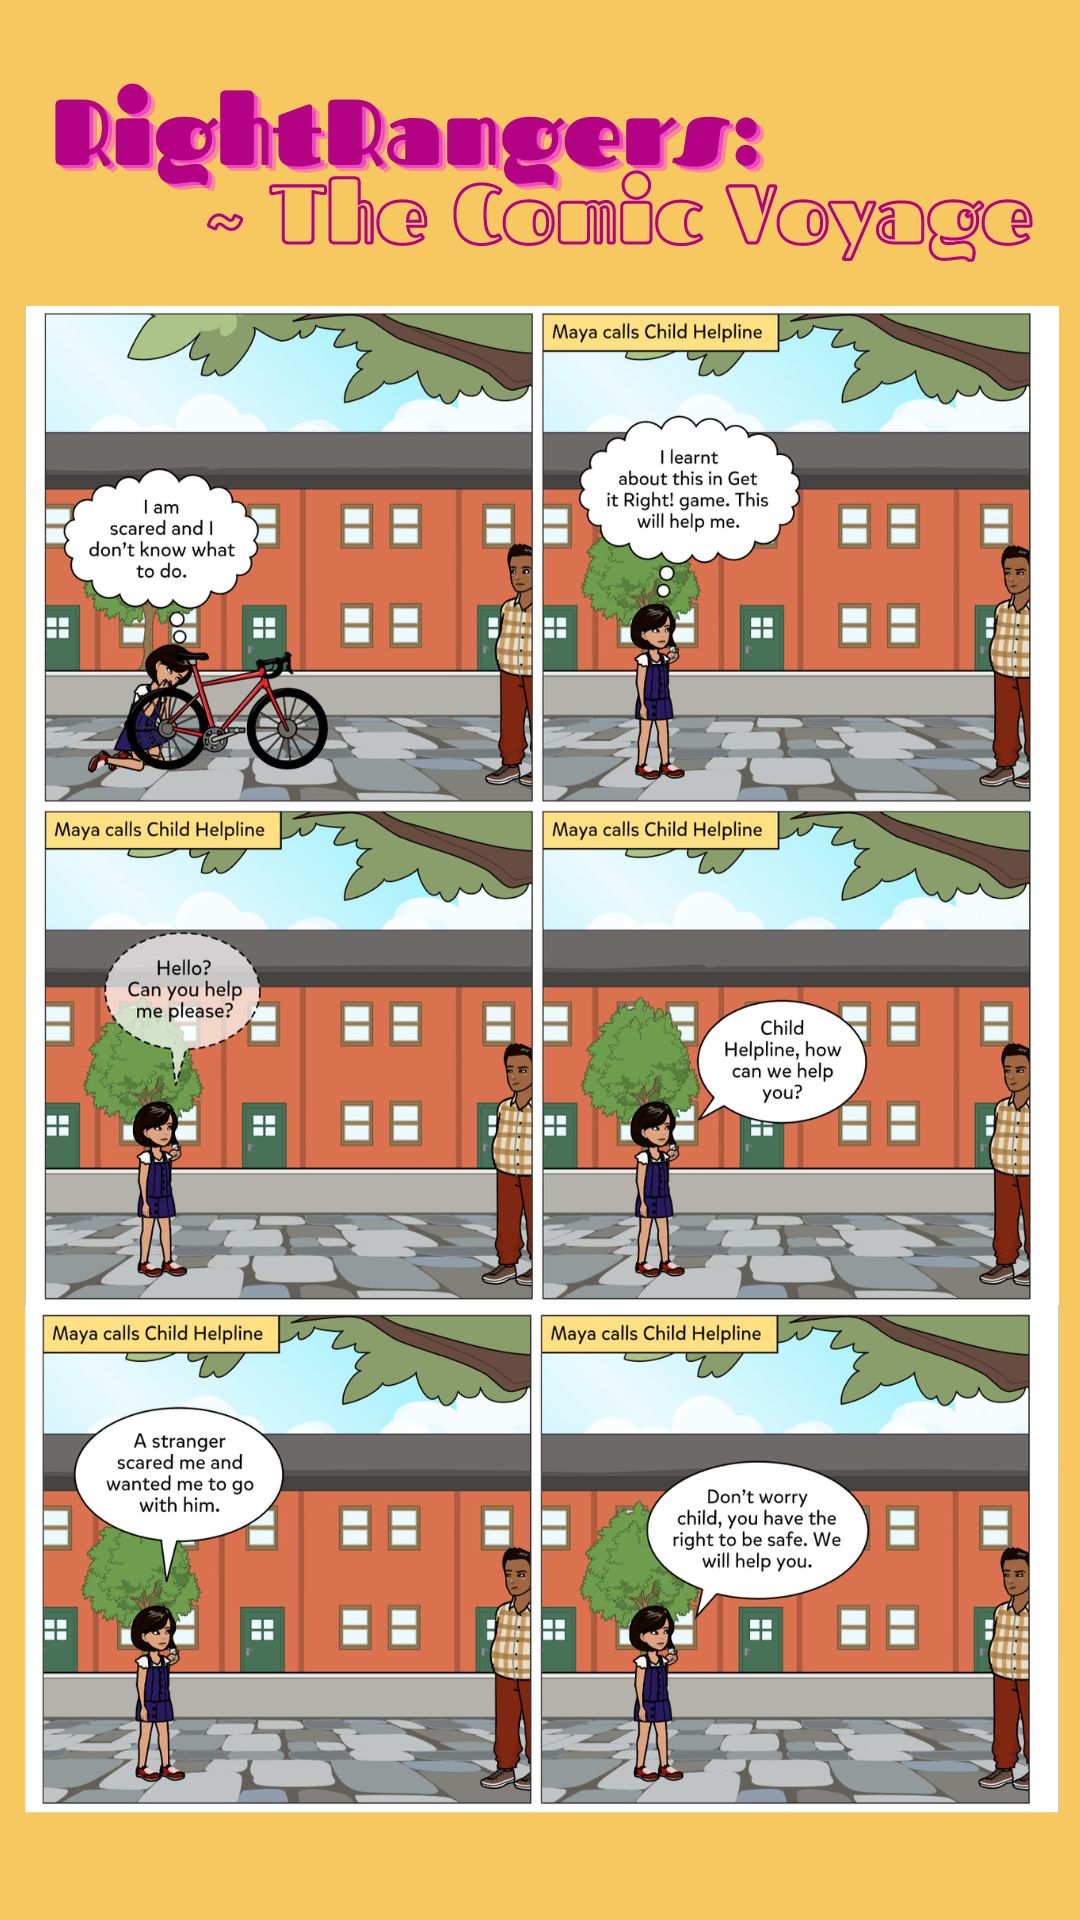 RightRangers:
~ The Comic Voyage
I am
scared and I
don't know what
to do.
Maya calls Child Helpline
I learnt
about this in Get
it Right! game. This
will help me.
Maya calls Child Helpline
Hello?
Can you help
me please?
Maya calls Child Helpline
Child
Helpline, how
can we help
you?
Maya calls Child Helpline
A stranger
scared me and
wanted me to go
with him.
Maya calls Child Helpline
Don't worry
child, you have the
right to be safe. We
will help you.